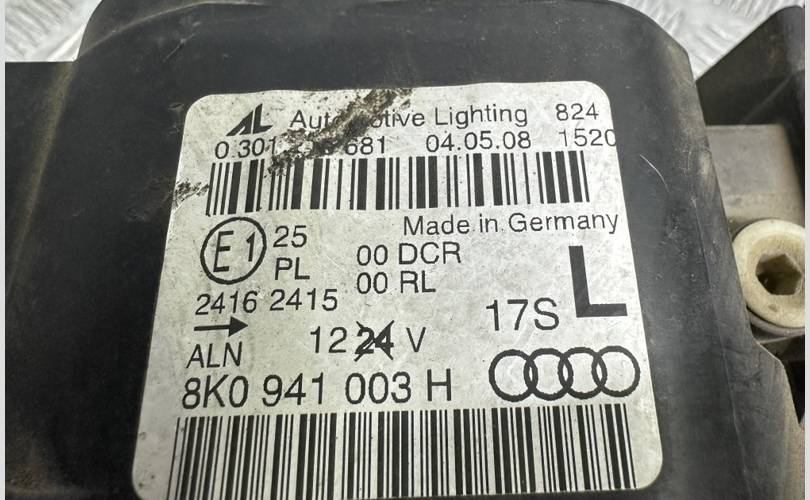 AL Automotive Lighting 824
0 301 681 04.05.08 1520
Made in Germany
E1 25
PL
00 DCR
00 RL
2416 2415
17S L
ALN
12 24 V
8K0 941 003 H